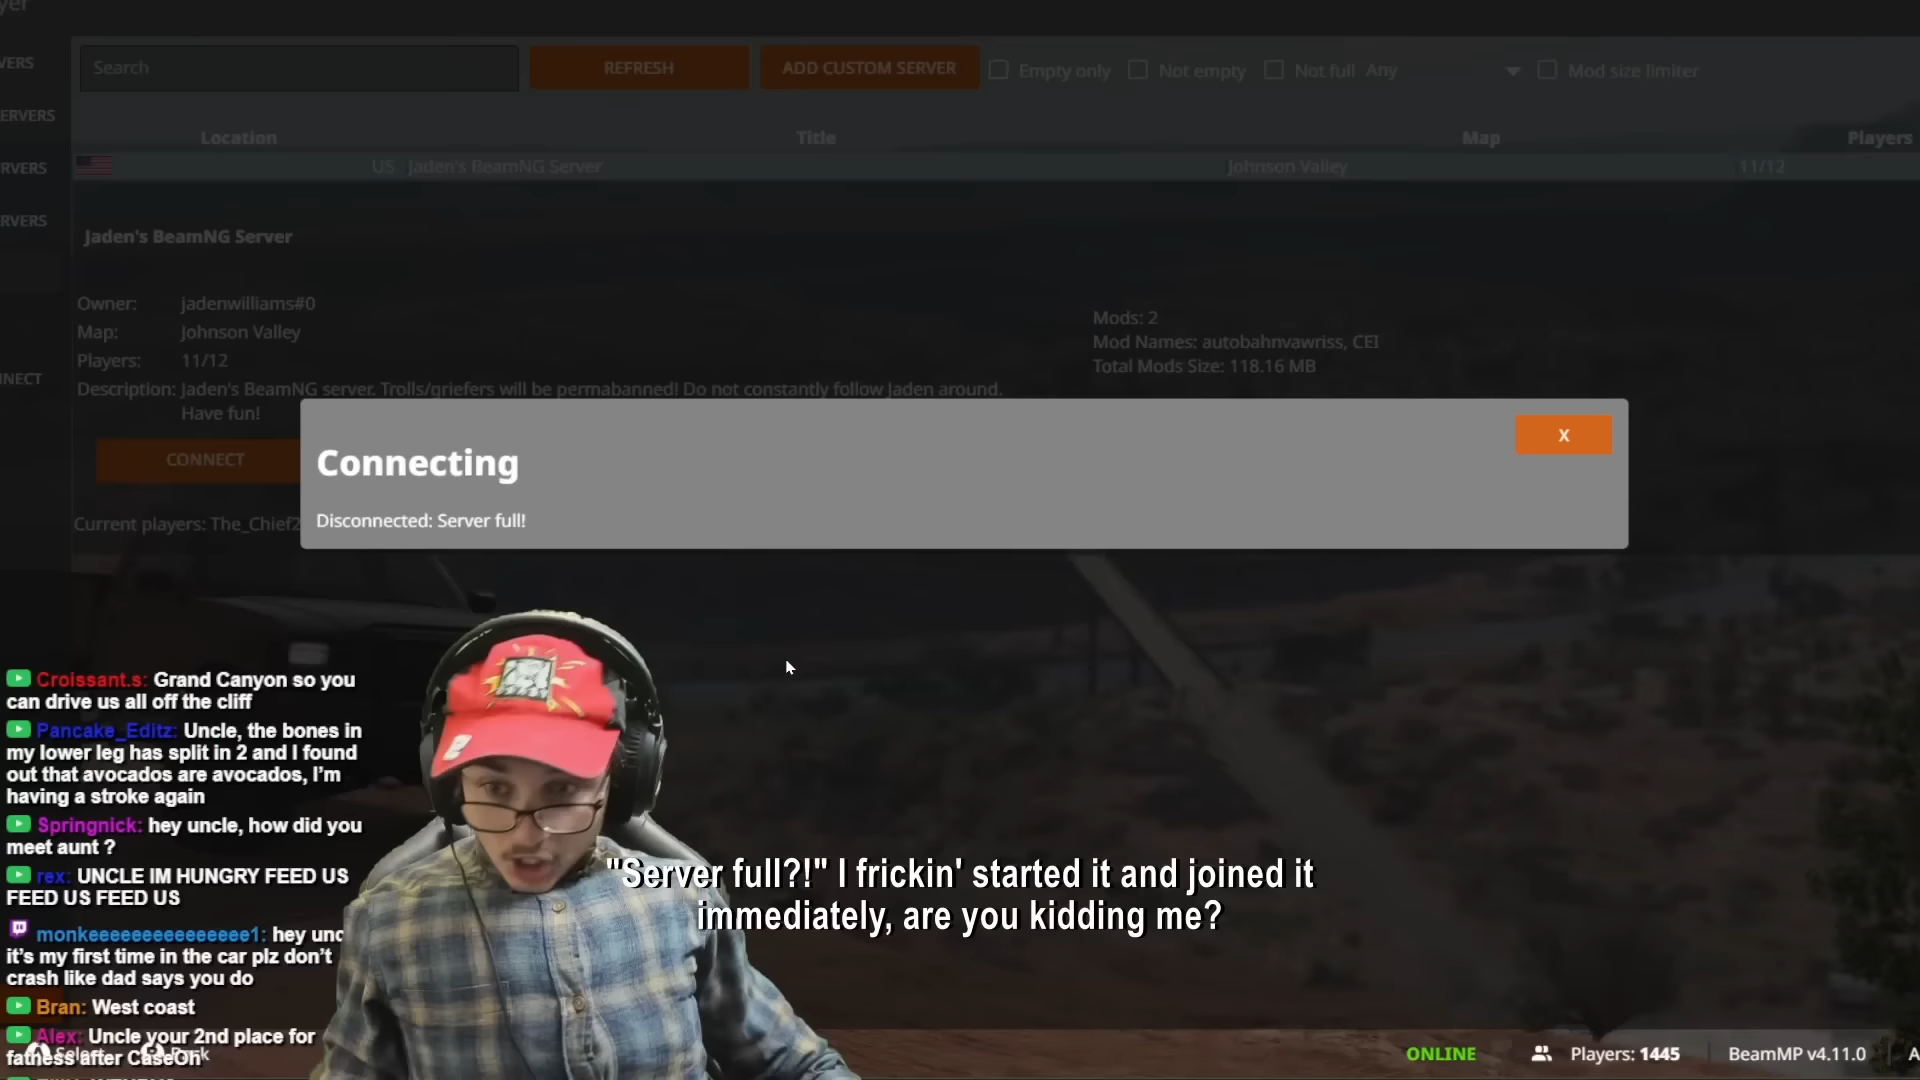 Search
REFRESH
ADD CUSTOM SERVER
Empty only
Not empty
Not full
Any
Mod size limiter
Location
Title
Map
Players
US
Jaden's BeamNG Server
Johnson Valley
11/12
Jaden's BeamNG Server
Owner: jadenwilliams#0
Map: Johnson Valley
Players: 11/12
Description: Jaden's BeamNG server. Trolls/griefers will be permabanned! Do not constantly follow Jaden around.
Have fun!
Mods: 2
Mod Names: autobahnvawriss, CEI
Total Mods Size: 118.16 MB
CONNECT
Current players: The_Chief2
Connecting
X
Disconnected: Server full!
Croissant.s: Grand Canyon so you
can drive us all off the cliff
Pancake_Editz: Uncle, the bones in
my lower leg has split in 2 and I found
out that avocados are avocados, I'm
having a stroke again
Springnick: hey uncle, how did you
meet aunt ?
rex: UNCLE IM HUNGRY FEED US
FEED US FEED US
monkeeeeeeeeeeeeeee1: hey unc
it's my first time in the car plz don't
crash like dad says you do
Bran: West coast
Alex: Uncle your 2nd place for
fatness after CaseOh
"Server full?!" I frickin' started it and joined it
immediately, are you kidding me?
ONLINE
Players: 1445
BeamMP v4.11.0